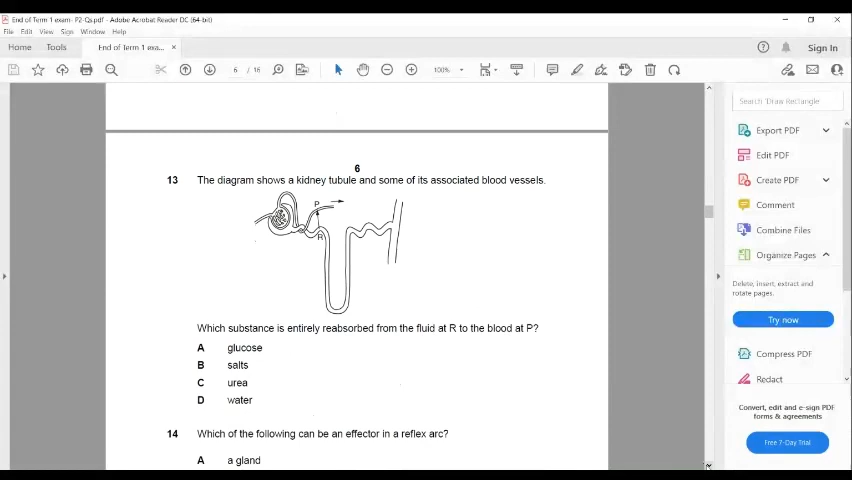 End of Term 1 exam- P2-Qs.pdf - Adobe Acrobat Reader DC (64-bit)
File Edit View Sign Window Help
Home Tools End of Term 1 exa... × Sign In
6 / 16 100%
Search 'Draw Rectangle'
Export PDF
Edit PDF
Create PDF
Comment
Combine Files
Organize Pages
Delete, insert, extract and
rotate pages.
Try now
Compress PDF
Redact
Convert, edit and e-sign PDF
forms & agreements
Free 7-Day Trial
6
13 The diagram shows a kidney tubule and some of its associated blood vessels.
P
R
Which substance is entirely reabsorbed from the fluid at R to the blood at P?
A glucose
B salts
C urea
D water
14 Which of the following can be an effector in a reflex arc?
A a gland